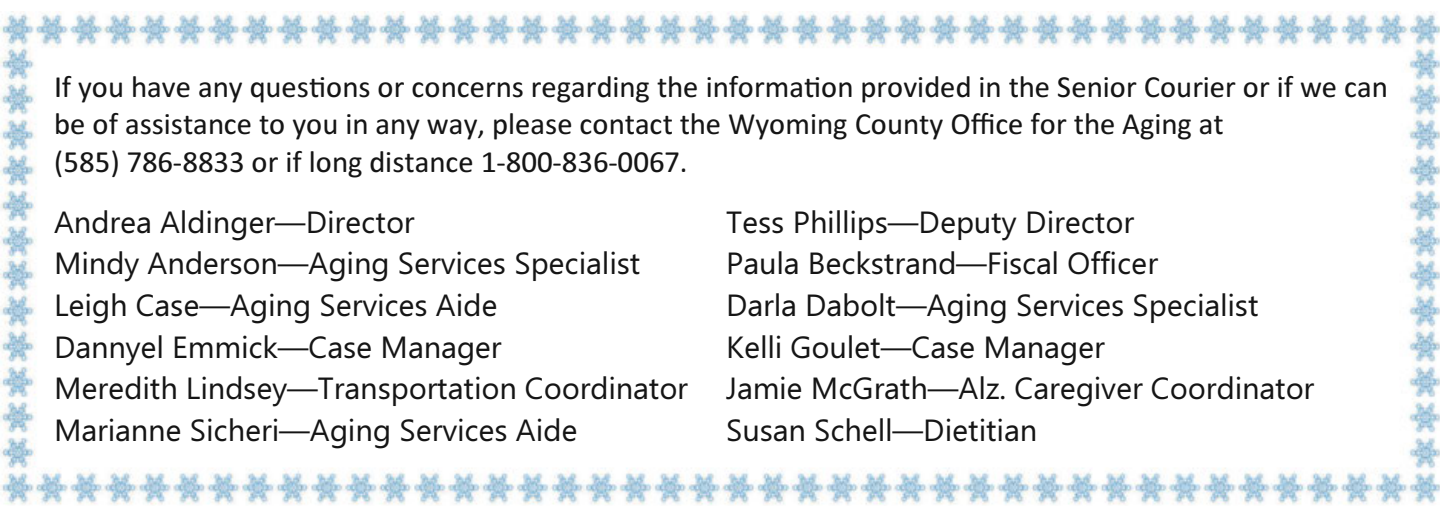 If you have any questions or concerns regarding the information provided in the Senior Courier or if we can
be of assistance to you in any way, please contact the Wyoming County Office for the Aging at
(585) 786-8833 or if long distance 1-800-836-0067.
Andrea Aldinger—Director
Mindy Anderson—Aging Services Specialist
Leigh Case—Aging Services Aide
Dannyel Emmick—Case Manager
Meredith Lindsey—Transportation Coordinator
Marianne Sicheri—Aging Services Aide
Tess Phillips—Deputy Director
Paula Beckstrand—Fiscal Officer
Darla Dabolt—Aging Services Specialist
Kelli Goulet—Case Manager
Jamie McGrath—Alz. Caregiver Coordinator
Susan Schell—Dietitian